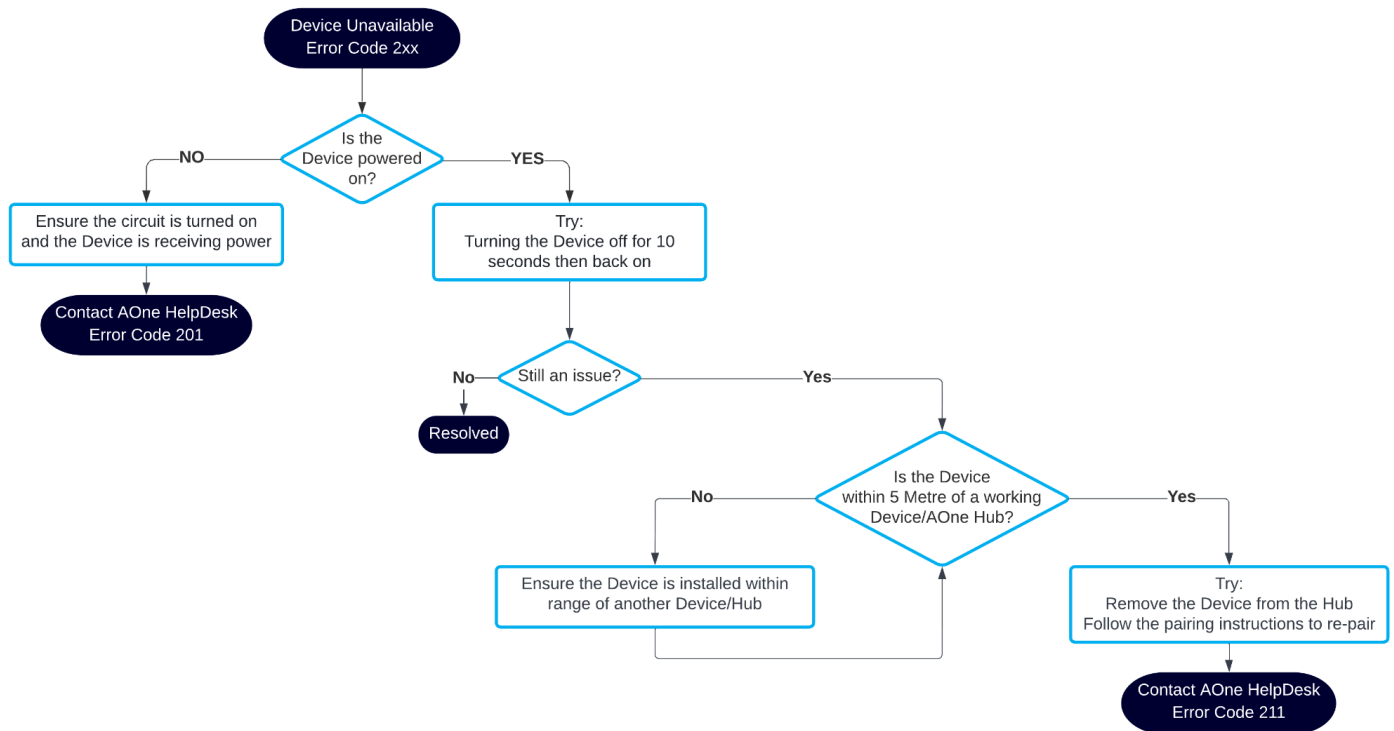 Device Unavailable
Error Code 2xx
Is the
Device powered
on?
NO
YES
Ensure the circuit is turned on
and the Device is receiving power
Try:
Turning the Device off for 10
seconds then back on
Contact AOne HelpDesk
Error Code 201
Still an issue?
No
Yes
Resolved
Is the Device
within 5 Metre of a working
Device/AOne Hub?
No
Yes
Ensure the Device is installed within
range of another Device/Hub
Try:
Remove the Device from the Hub
Follow the pairing instructions to re-pair
Contact AOne HelpDesk
Error Code 211